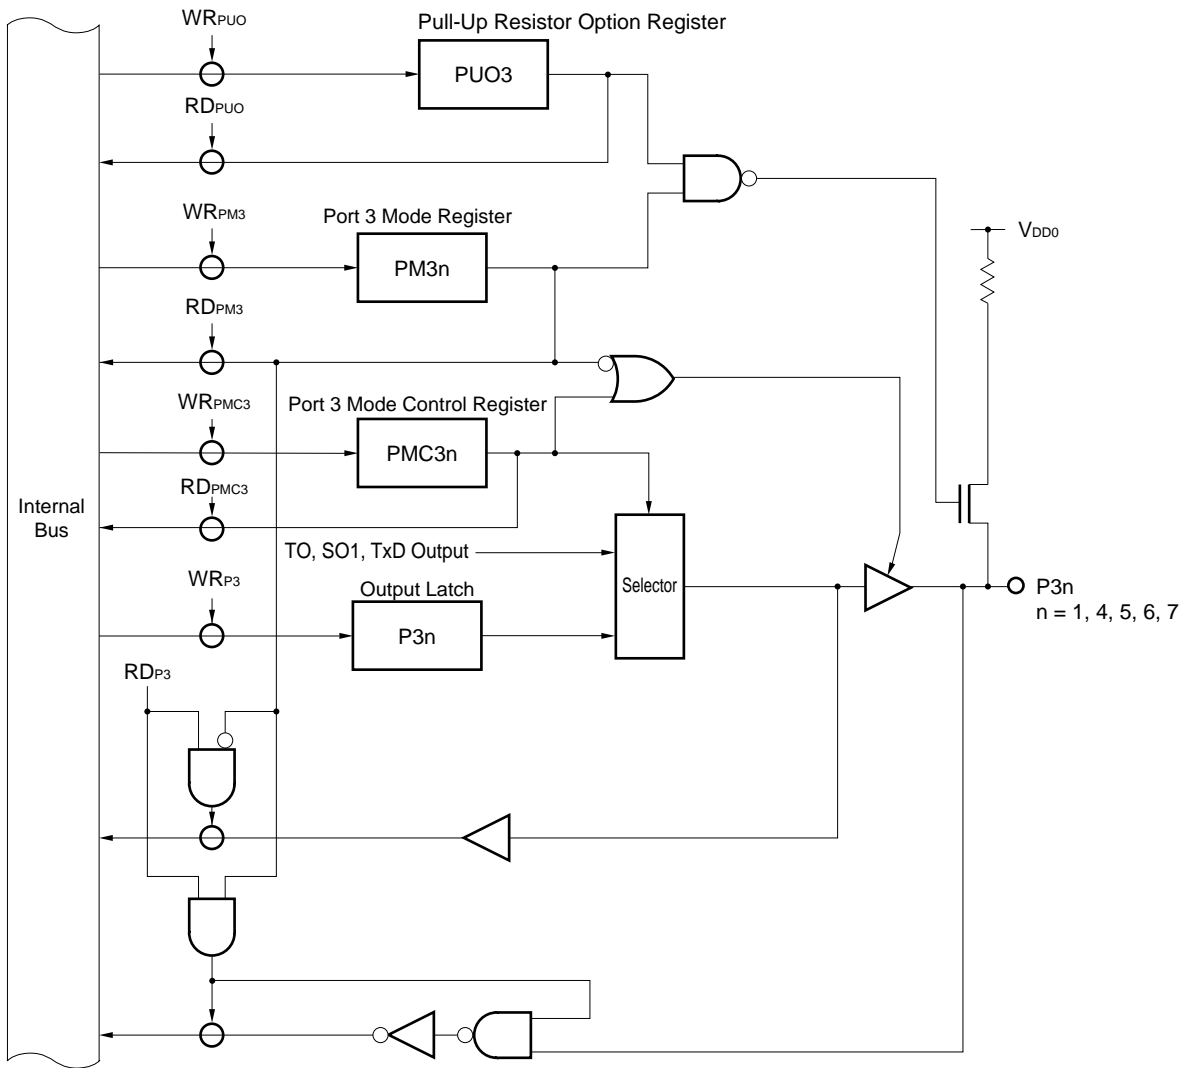 WRPUO
Pull-Up Resistor Option Register
PUO3
RDPUO
WRPM3
Port 3 Mode Register
PM3n
VDD0
RDPM3
WRPMC3
Port 3 Mode Control Register
PMC3n
RDPMC3
Internal
Bus
TO, SO1, TxD Output
WRP3
Output Latch
P3n
Selector
P3n
n = 1, 4, 5, 6, 7
RDP3